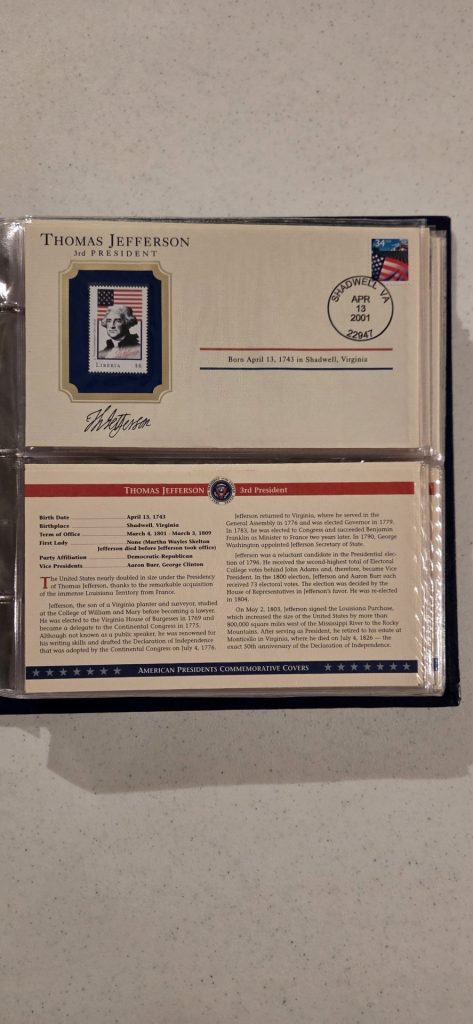 THOMAS JEFFERSON
3rd PRESIDENT
34
SHADWELL VA
APR
13
2001
22947
LIBERIA
Born April 13, 1743 in Shadwell, Virginia
Th Jefferson
THOMAS JEFFERSON 3rd President
Birth Date April 13, 1743
Birthplace Shadwell, Virginia
Term of Office March 4, 1801 - March 3, 1809
First Lady None (Martha Wayles Skelton
Jefferson died before Jefferson took office)
Party Affiliation Democratic-Republican
Vice Presidents Aaron Burr, George Clinton
The United States nearly doubled in size under the Presidency
of Thomas Jefferson, thanks to the remarkable acquisition
of the immense Louisiana Territory from France.
Jefferson, the son of a Virginia planter and surveyor, studied
at the College of William and Mary before becoming a lawyer.
He was elected to the Virginia House of Burgesses in 1769 and
became a delegate to the Continental Congress in 1775.
Although not known as a public speaker, he was renowned for
his writing skills and drafted the Declaration of Independence
that was adopted by the Continental Congress on July 4, 1776.
Jefferson returned to Virginia, where he served in the
General Assembly in 1776 and was elected Governor in 1779.
In 1783, he was elected to Congress and succeeded Benjamin
Franklin as Minister to France two years later. In 1790, George
Washington appointed Jefferson Secretary of State.
Jefferson was a reluctant candidate in the Presidential elec-
tion of 1796. He received the second-highest total of Electoral
College votes behind John Adams and, therefore, became Vice
President. In the 1800 election, Jefferson and Aaron Burr each
received 73 electoral votes. The election was decided by the
House of Representatives in Jefferson's favor. He was re-elected
in 1804.
On May 2, 1803, Jefferson signed the Louisiana Purchase,
which increased the size of the United States by more than
800,000 square miles west of the Mississippi River to the Rocky
Mountains. After serving as President, he retired to his estate at
Monticello in Virginia, where he died on July 4, 1826 — the
exact 50th anniversary of the Declaration of Independence.
AMERICAN PRESIDENTS COMMEMORATIVE COVERS